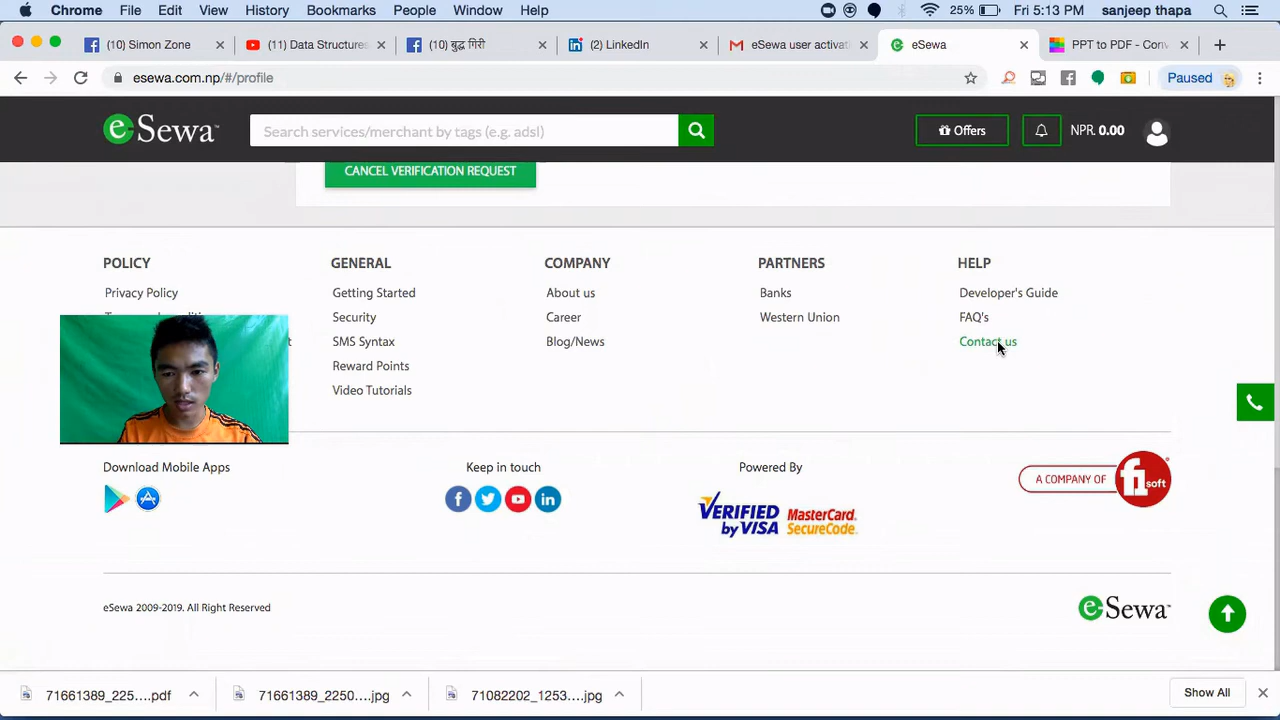 Chrome File Edit View History Bookmarks People Window Help 25% Fri 5:13 PM sanjeep thapa
(10) Simon Zone (11) Data Structure (10) बुद्ध गिरी (2) LinkedIn eSewa user activat eSewa PPT to PDF - Conv
esewa.com.np/#/profile Paused
eSewa™ Search services/merchant by tags (e.g. adsl) Offers NPR. 0.00
CANCEL VERIFICATION REQUEST
POLICY GENERAL COMPANY PARTNERS HELP
Privacy Policy Getting Started About us Banks Developer's Guide
Security Career Western Union FAQ's
SMS Syntax Blog/News Contact us
Reward Points
Video Tutorials
Download Mobile Apps Keep in touch Powered By
A COMPANY OF f1soft
VERIFIED by VISA MasterCard. SecureCode.
eSewa 2009-2019. All Right Reserved eSewa™
71661389_225....pdf 71661389_2250....jpg 71082202_1253....jpg Show All